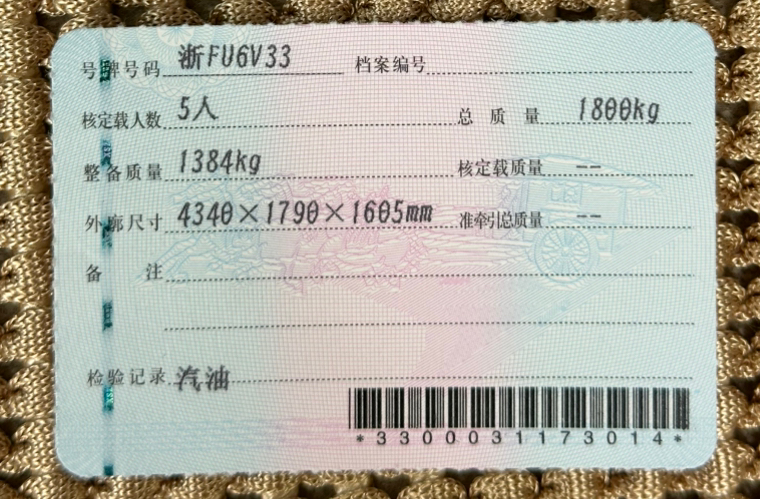 号牌号码 浙FU6V33 档案编号
核定载人数 5人 总质量 1800kg
整备质量 1384kg 核定载质量 --
外廓尺寸 4340×1790×1605mm 准牵引总质量 --
备注
检验记录 汽油
*3300031173014*